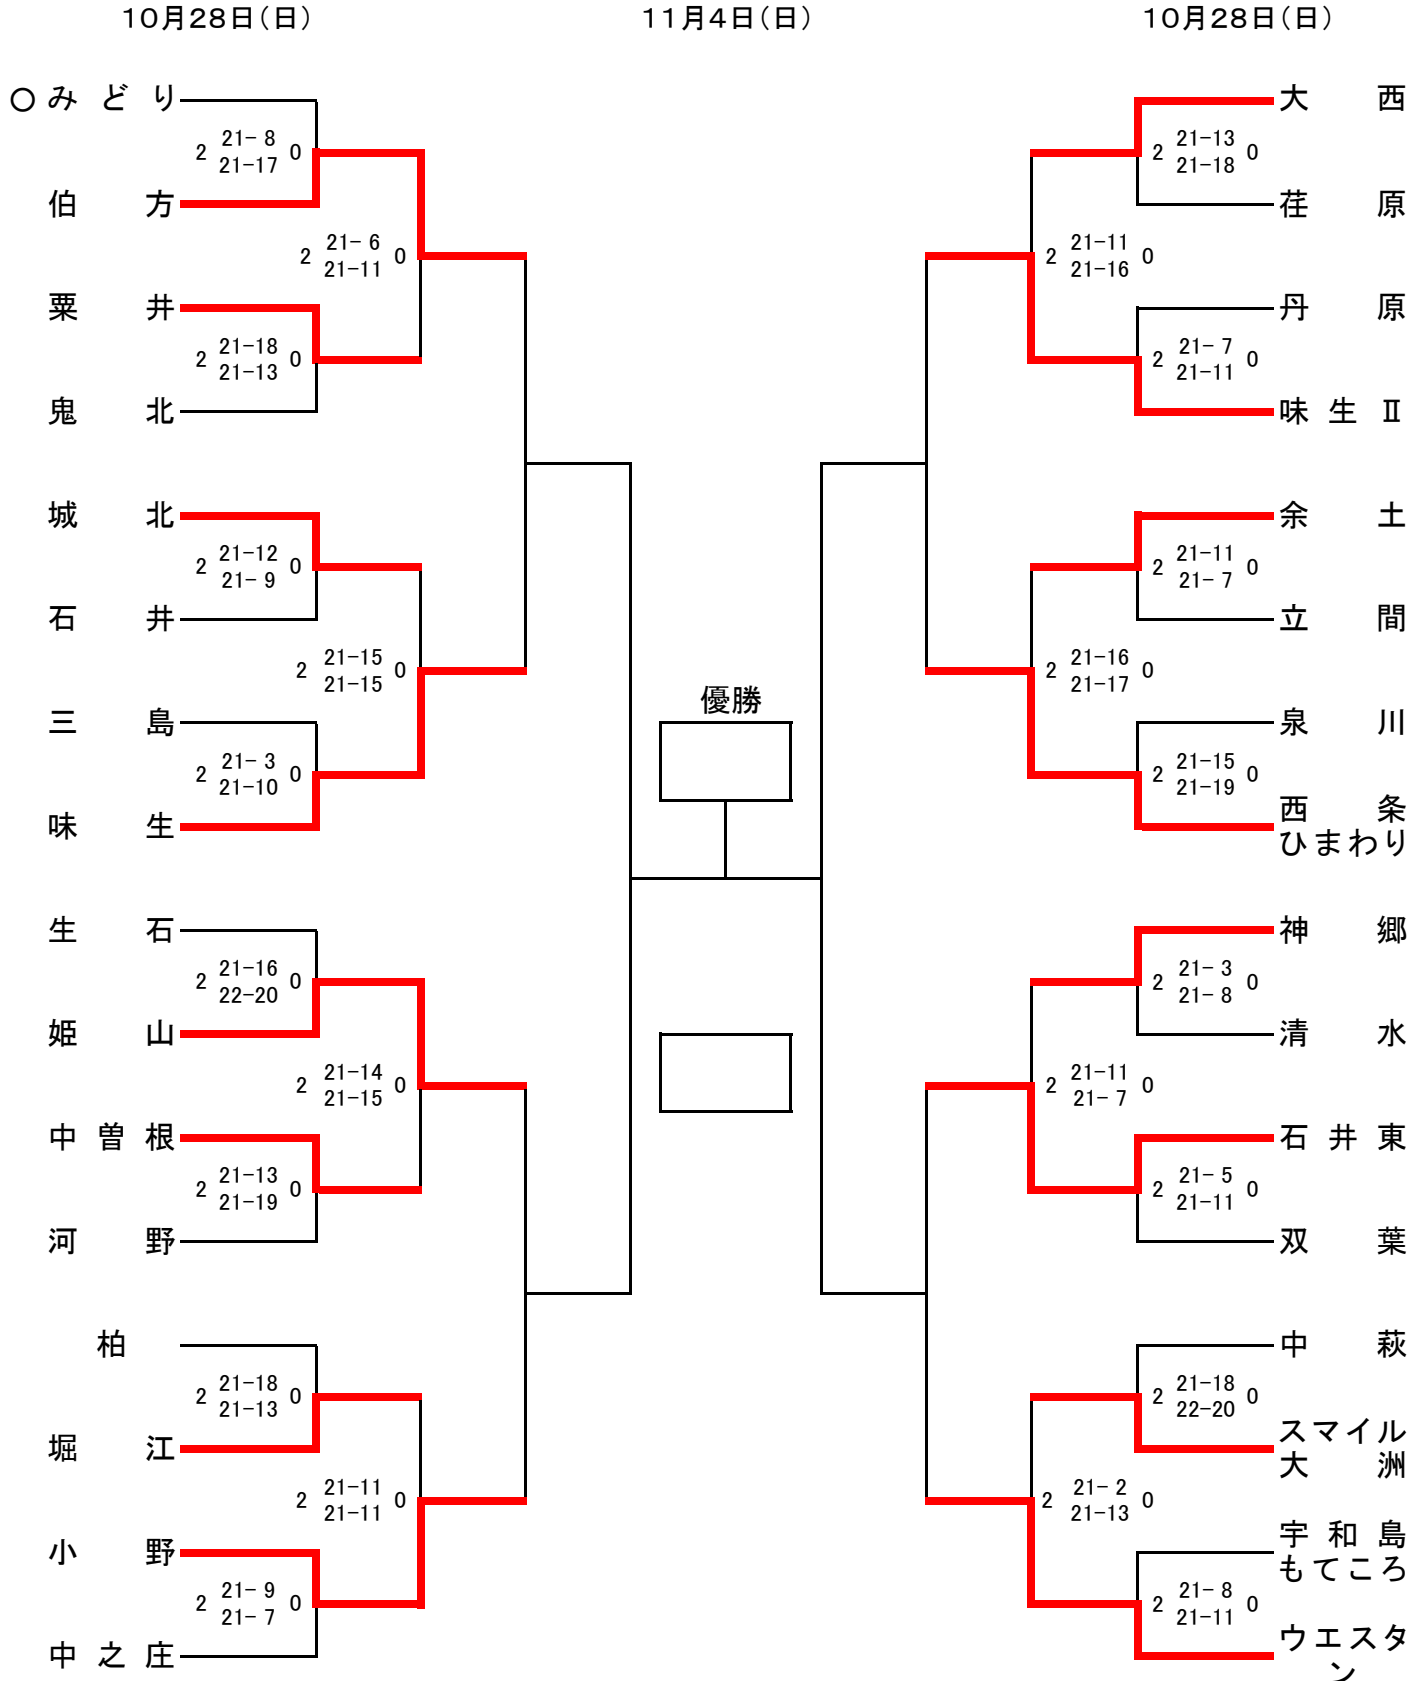 10月28日(日)
11月4日(日)
10月28日(日)
○みどり
2 21- 8 0
21-17
伯方
2 21- 6 0
21-11
粟井
2 21-18 0
21-13
鬼北
城北
2 21-12 0
21- 9
石井
2 21-15 0
21-15
三島
2 21- 3 0
21-10
味生
生石
2 21-16 0
22-20
姫山
2 21-14 0
21-15
中曽根
2 21-13 0
21-19
河野
柏
2 21-18 0
21-13
堀江
2 21-11 0
21-11
小野
2 21- 9 0
21- 7
中之庄
優勝
大西
2 21-13 0
21-18
荏原
2 21-11 0
21-16
丹原
2 21- 7 0
21-11
味生Ⅱ
余土
2 21-11 0
21- 7
立間
2 21-16 0
21-17
泉川
2 21-15 0
21-19
西条
ひまわり
神郷
2 21- 3 0
21- 8
清水
2 21-11 0
21- 7
石井東
2 21- 5 0
21-11
双葉
中萩
2 21-18 0
22-20
スマイル
大洲
2 21- 2 0
21-13
宇和島
もてころ
2 21- 8 0
21-11
ウエスタ
ン